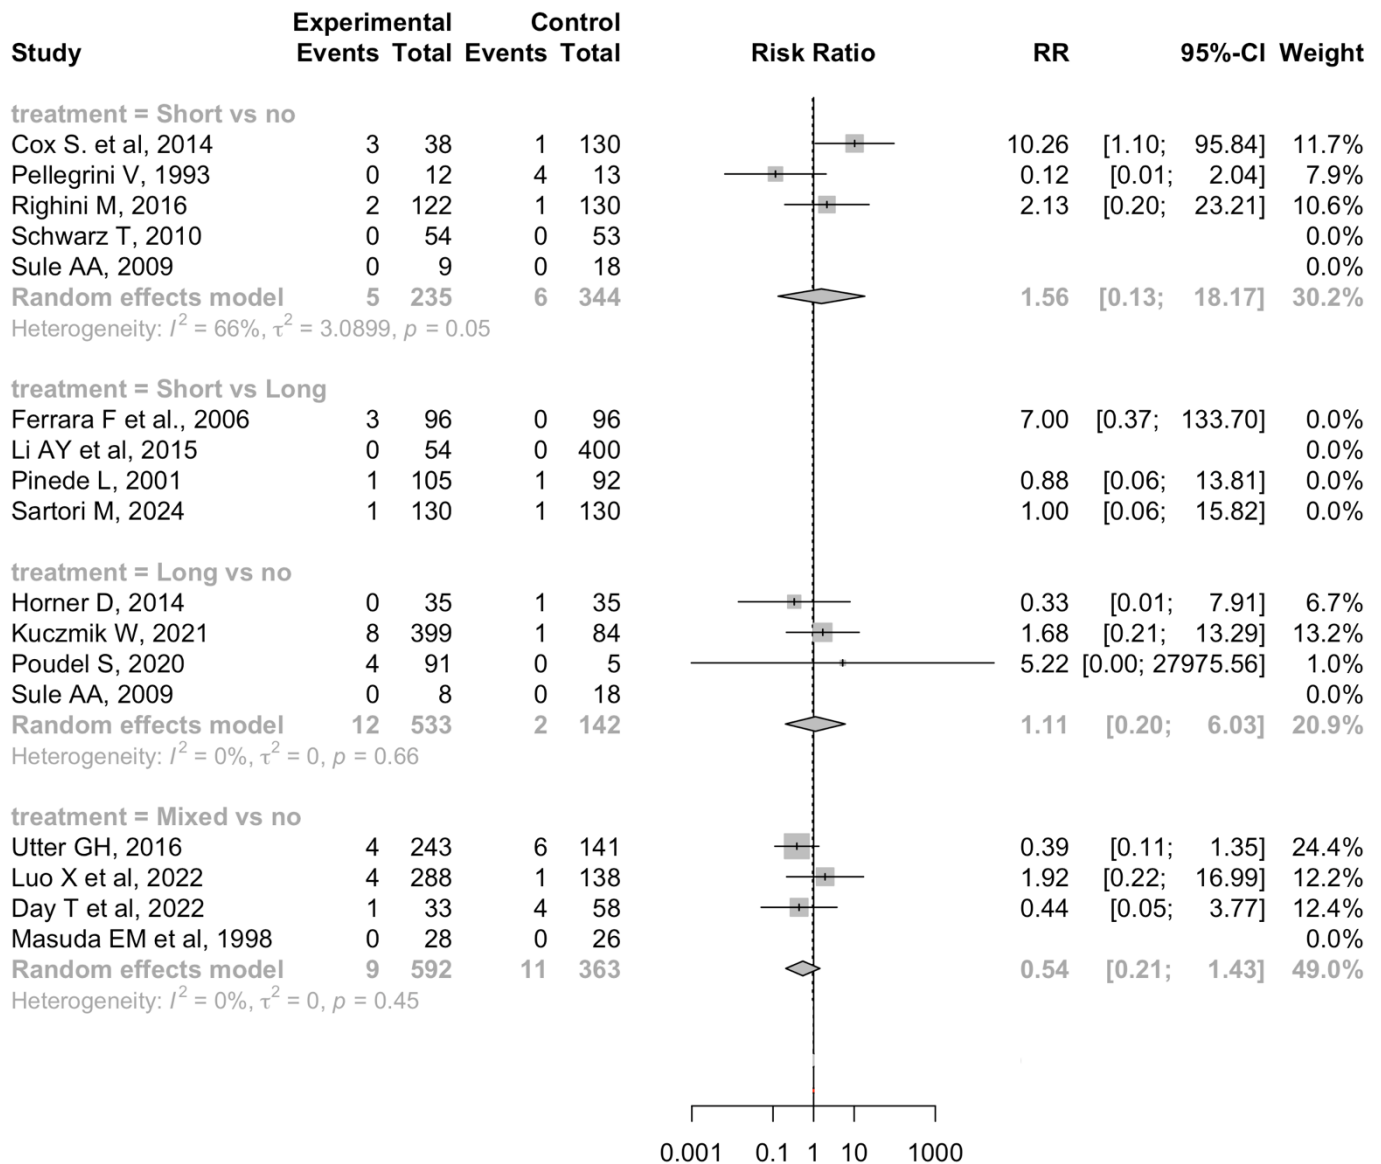 Experimental Control
Study Events Total Events Total Risk Ratio RR 95%-CI Weight
treatment = Short vs no
Cox S. et al, 2014 3 38 1 130 10.26 [1.10; 95.84] 11.7%
Pellegrini V, 1993 0 12 4 13 0.12 [0.01; 2.04] 7.9%
Righini M, 2016 2 122 1 130 2.13 [0.20; 23.21] 10.6%
Schwarz T, 2010 0 54 0 53 0.0%
Sule AA, 2009 0 9 0 18 0.0%
Random effects model 5 235 6 344 1.56 [0.13; 18.17] 30.2%
Heterogeneity: I² = 66%, τ² = 3.0899, p = 0.05
treatment = Short vs Long
Ferrara F et al., 2006 3 96 0 96 7.00 [0.37; 133.70] 0.0%
Li AY et al, 2015 0 54 0 400 0.0%
Pinede L, 2001 1 105 1 92 0.88 [0.06; 13.81] 0.0%
Sartori M, 2024 1 130 1 130 1.00 [0.06; 15.82] 0.0%
treatment = Long vs no
Horner D, 2014 0 35 1 35 0.33 [0.01; 7.91] 6.7%
Kuczmik W, 2021 8 399 1 84 1.68 [0.21; 13.29] 13.2%
Poudel S, 2020 4 91 0 5 5.22 [0.00; 27975.56] 1.0%
Sule AA, 2009 0 8 0 18 0.0%
Random effects model 12 533 2 142 1.11 [0.20; 6.03] 20.9%
Heterogeneity: I² = 0%, τ² = 0, p = 0.66
treatment = Mixed vs no
Utter GH, 2016 4 243 6 141 0.39 [0.11; 1.35] 24.4%
Luo X et al, 2022 4 288 1 138 1.92 [0.22; 16.99] 12.2%
Day T et al, 2022 1 33 4 58 0.44 [0.05; 3.77] 12.4%
Masuda EM et al, 1998 0 28 0 26 0.0%
Random effects model 9 592 11 363 0.54 [0.21; 1.43] 49.0%
Heterogeneity: I² = 0%, τ² = 0, p = 0.45
0.001 0.1 1 10 1000